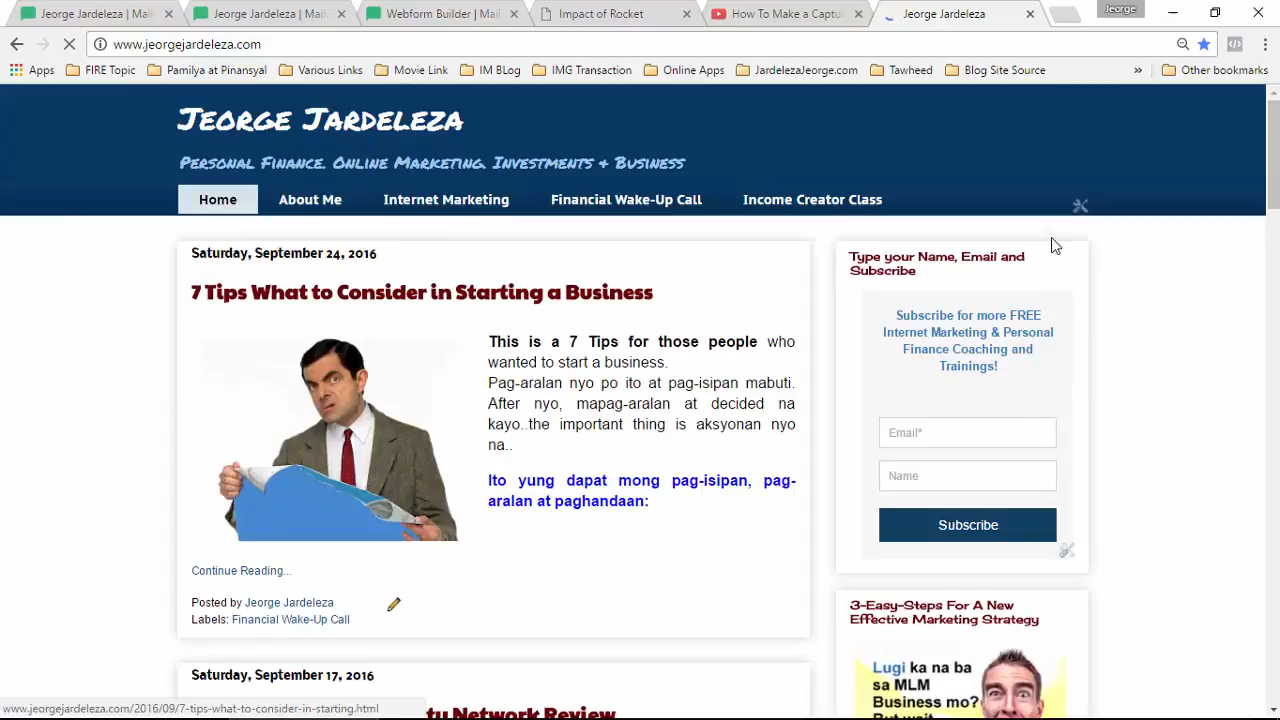 Jeorge Jardeleza | Mail
Jeorge Jardeleza | Mail
Webform Builder | Mail
Impact of Rocket
How To Make a Captu
Jeorge Jardeleza
Jeorge
www.jeorgejardeleza.com
Apps
FIRE Topic
Pamilya at Pinansyal
Various Links
Movie Link
IM BLog
IMG Transaction
Online Apps
JardelezaJeorge.com
Tawheed
Blog Site Source
»
Other bookmarks
Jeorge Jardeleza
Personal Finance. Online Marketing. Investments & Business
Home
About Me
Internet Marketing
Financial Wake-Up Call
Income Creator Class
Saturday, September 24, 2016
7 Tips What to Consider in Starting a Business
This is a 7 Tips for those people who
wanted to start a business.
Pag-aralan nyo po ito at pag-isipan mabuti.
After nyo, mapag-aralan at decided na
kayo..the important thing is aksyonan nyo
na..
Ito yung dapat mong pag-isipan, pag-
aralan at paghandaan:
Continue Reading...
Posted by Jeorge Jardeleza
Labels: Financial Wake-Up Call
Saturday, September 17, 2016
ty Network Review
Type your Name, Email and
Subscribe
Subscribe for more FREE
Internet Marketing & Personal
Finance Coaching and
Trainings!
Email*
Name
Subscribe
3-Easy-Steps For A New
Effective Marketing Strategy
Lugi ka na ba
sa MLM
Business mo?
But wait
www.jeorgejardeleza.com/2016/09/7-tips-what-to-consider-in-starting.html